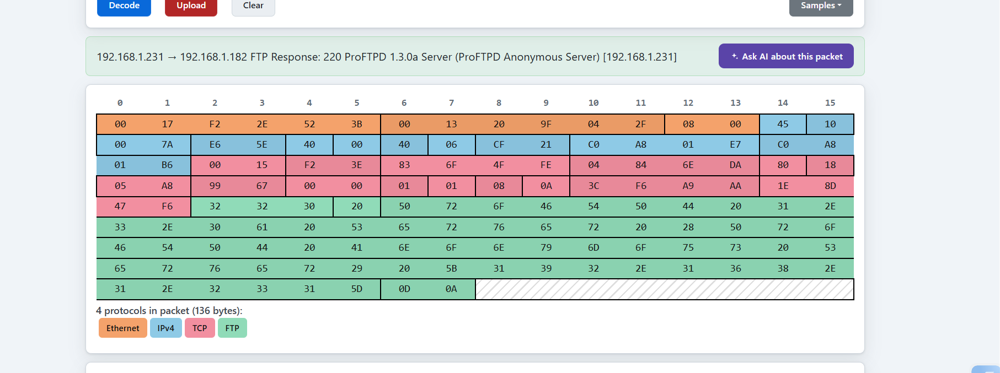 Decode Upload Clear Samples
192.168.1.231 → 192.168.1.182 FTP Response: 220 ProFTPD 1.3.0a Server (ProFTPD Anonymous Server) [192.168.1.231] Ask AI about this packet
0 1 2 3 4 5 6 7 8 9 10 11 12 13 14 15
00 17 F2 2E 52 3B 00 13 20 9F 04 2F 08 00 45 10
00 7A E6 5E 40 00 40 06 CF 21 C0 A8 01 E7 C0 A8
01 B6 00 15 F2 3E 83 6F 4F FE 04 84 6E DA 80 18
05 A8 99 67 00 00 01 01 08 0A 3C F6 A9 AA 1E 8D
47 F6 32 32 30 20 50 72 6F 46 54 50 44 20 31 2E
33 2E 30 61 20 53 65 72 76 65 72 20 28 50 72 6F
46 54 50 44 20 41 6E 6F 6E 79 6D 6F 75 73 20 53
65 72 76 65 72 29 20 5B 31 39 32 2E 31 36 38 2E
31 2E 32 33 31 5D 0D 0A
4 protocols in packet (136 bytes):
Ethernet IPv4 TCP FTP